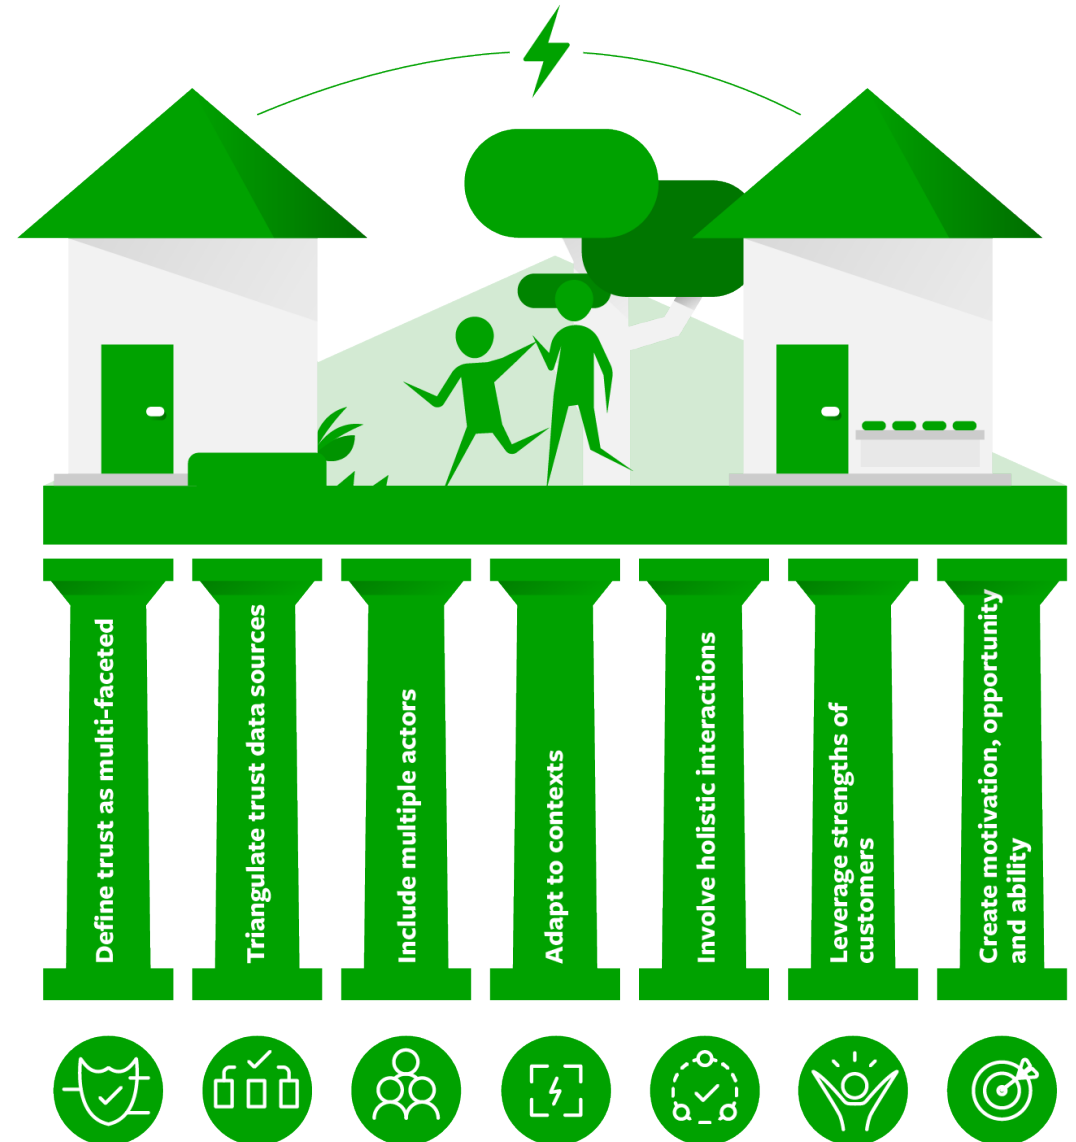 Define trust as multi-faceted
Triangulate trust data sources
Include multiple actors
Adapt to contexts
Involve holistic interactions
Leverage strengths of
customers
Create motivation, opportunity
and ability